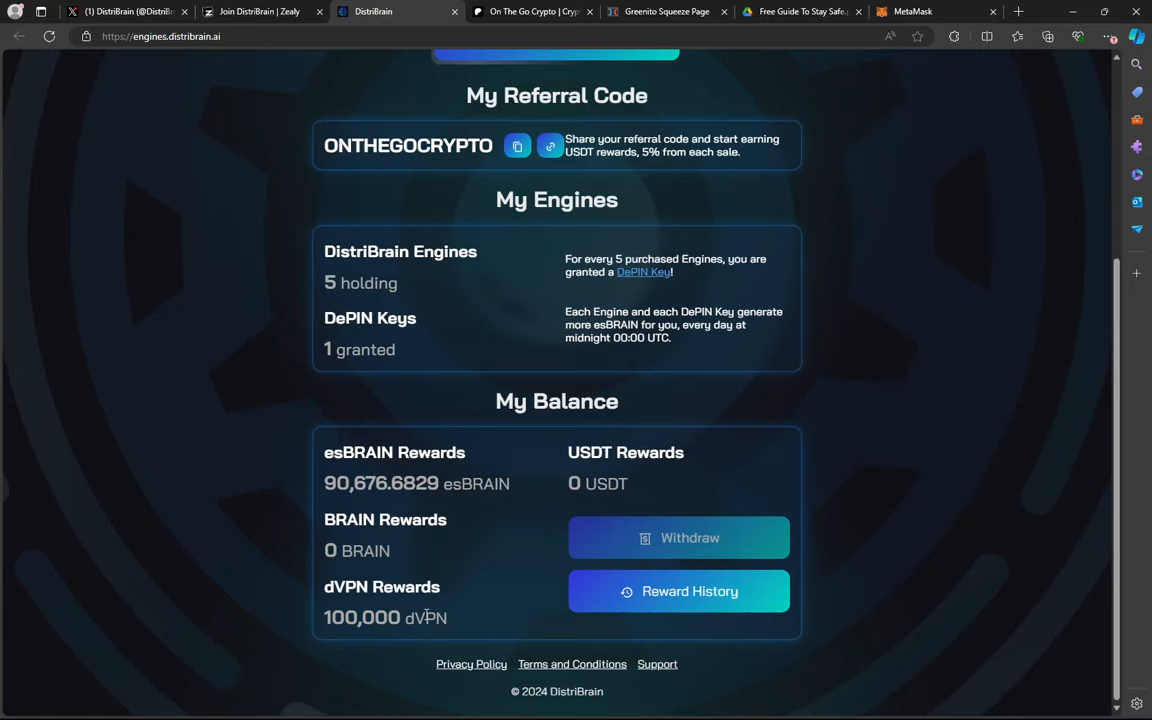 (1) DistriBrain (@DistriBr
Join DistriBrain | Zealy
DistriBrain
On The Go Crypto | Cryp
Greenito Squeeze Page
Free Guide To Stay Safe.p
MetaMask
https://engines.distribrain.ai
My Referral Code
ONTHEGOCRYPTO
Share your referral code and start earning
USDT rewards, 5% from each sale.
My Engines
DistriBrain Engines
5 holding
For every 5 purchased Engines, you are
granted a DePIN Key!
DePIN Keys
1 granted
Each Engine and each DePIN Key generate
more esBRAIN for you, every day at
midnight 00:00 UTC.
My Balance
esBRAIN Rewards
90,676.6829 esBRAIN
USDT Rewards
0 USDT
BRAIN Rewards
0 BRAIN
Withdraw
dVPN Rewards
100,000 dVPN
Reward History
Privacy Policy Terms and Conditions Support
© 2024 DistriBrain